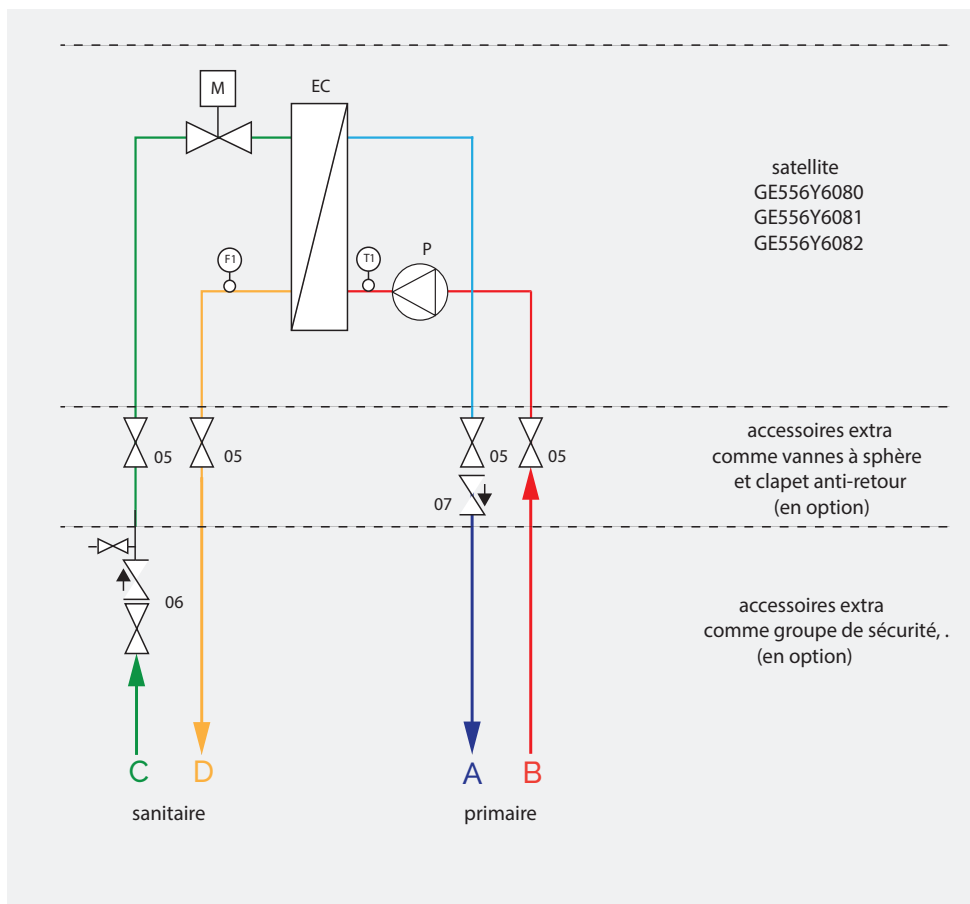 M
EC
satellite
GE556Y6080
GE556Y6081
GE556Y6082
F1
T1
P
05
05
05
05
07
accessoires extra
comme vannes à sphère
et clapet anti-retour
(en option)
06
accessoires extra
comme groupe de sécurité, .
(en option)
C
D
A
B
sanitaire
primaire